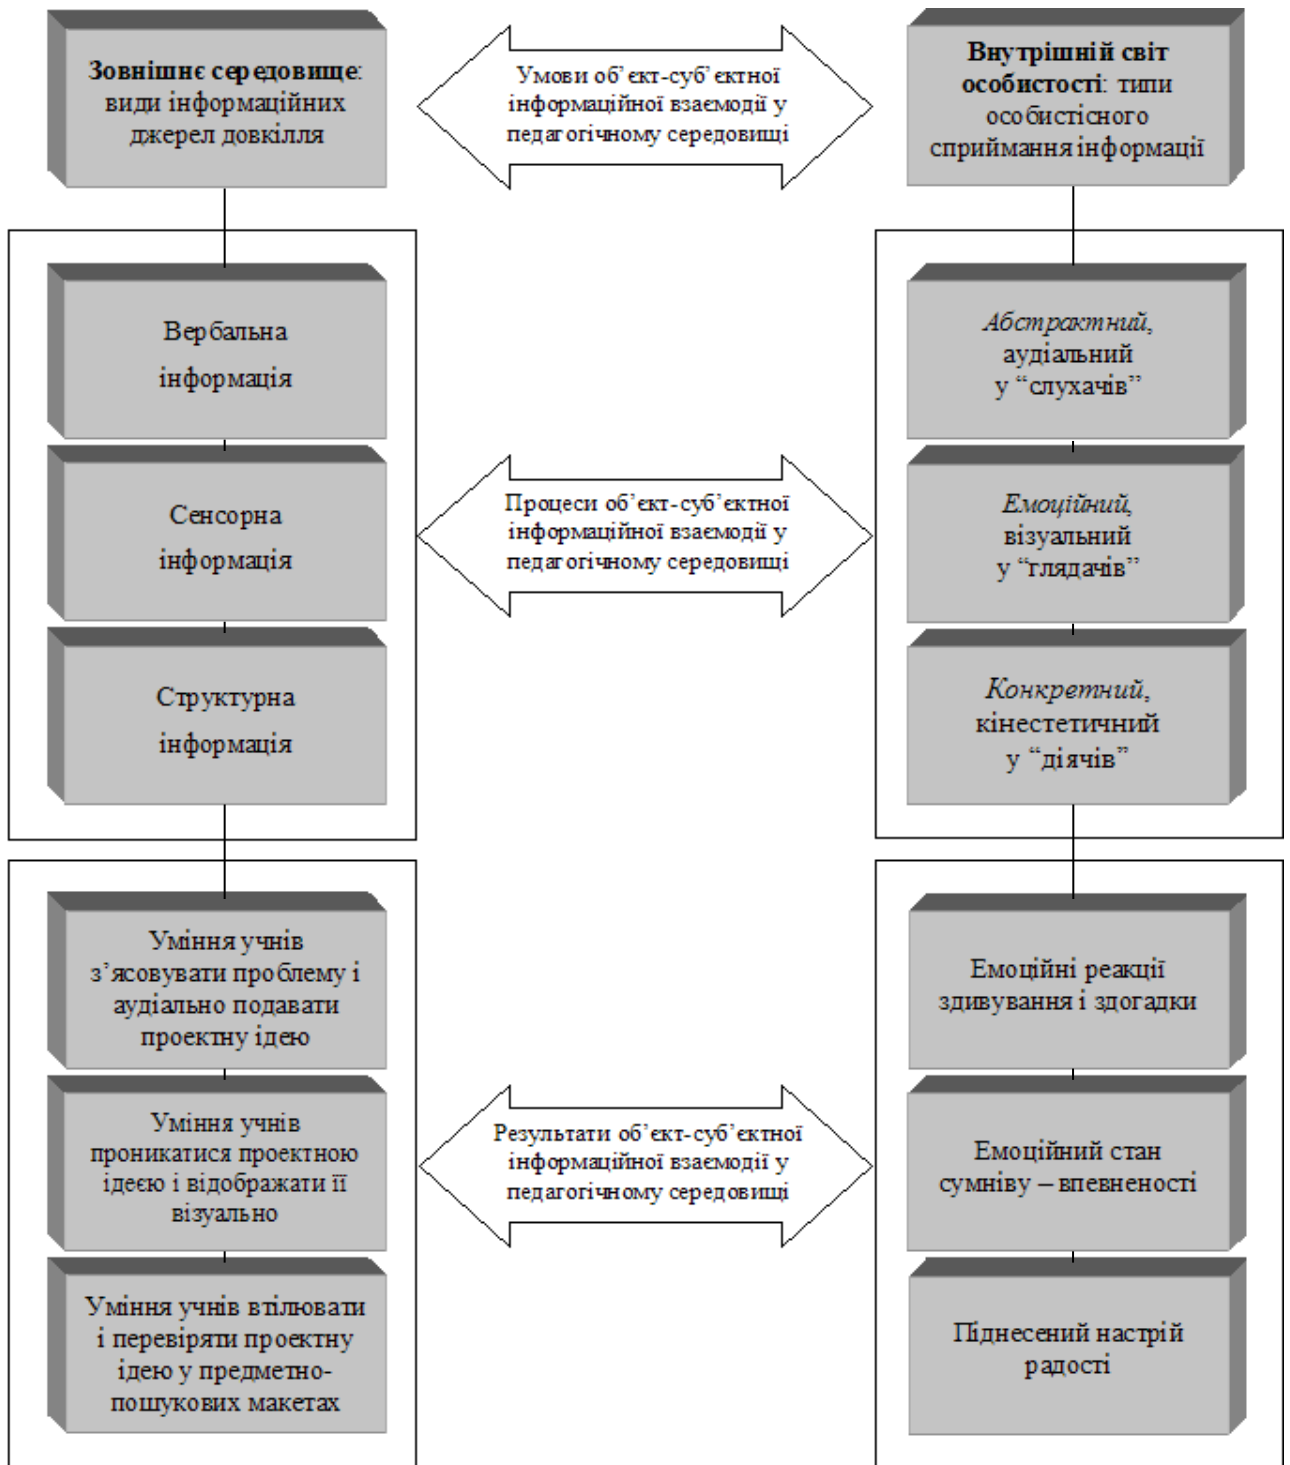 Зовнішнє середовище:
види інформаційних
джерел довкілля
Умови об’єкт-суб’єктної
інформаційної взаємодії у
педагогічному середовищі
Внутрішній світ
особистості: типи
особистісного
сприймання інформації
Вербальна
інформація
Сенсорна
інформація
Структурна
інформація
Процеси об’єкт-суб’єктної
інформаційної взаємодії у
педагогічному середовищі
Абстрактний,
аудіальний
у “слухачів”
Емоційний,
візуальний
у “глядачів”
Конкретний,
кінестетичний
у “діячів”
Уміння учнів
з’ясовувати проблему і
аудіально подавати
проектну ідею
Уміння учнів
проникатися проектною
ідеєю і відображати її
візуально
Уміння учнів втілювати
і перевіряти проектну
ідею у предметно-
пошукових макетах
Результати об’єкт-суб’єктної
інформаційної взаємодії у
педагогічному середовищі
Емоційні реакції
здивування і здогадки
Емоційний стан
сумніву – впевненості
Піднесений настрій
радості